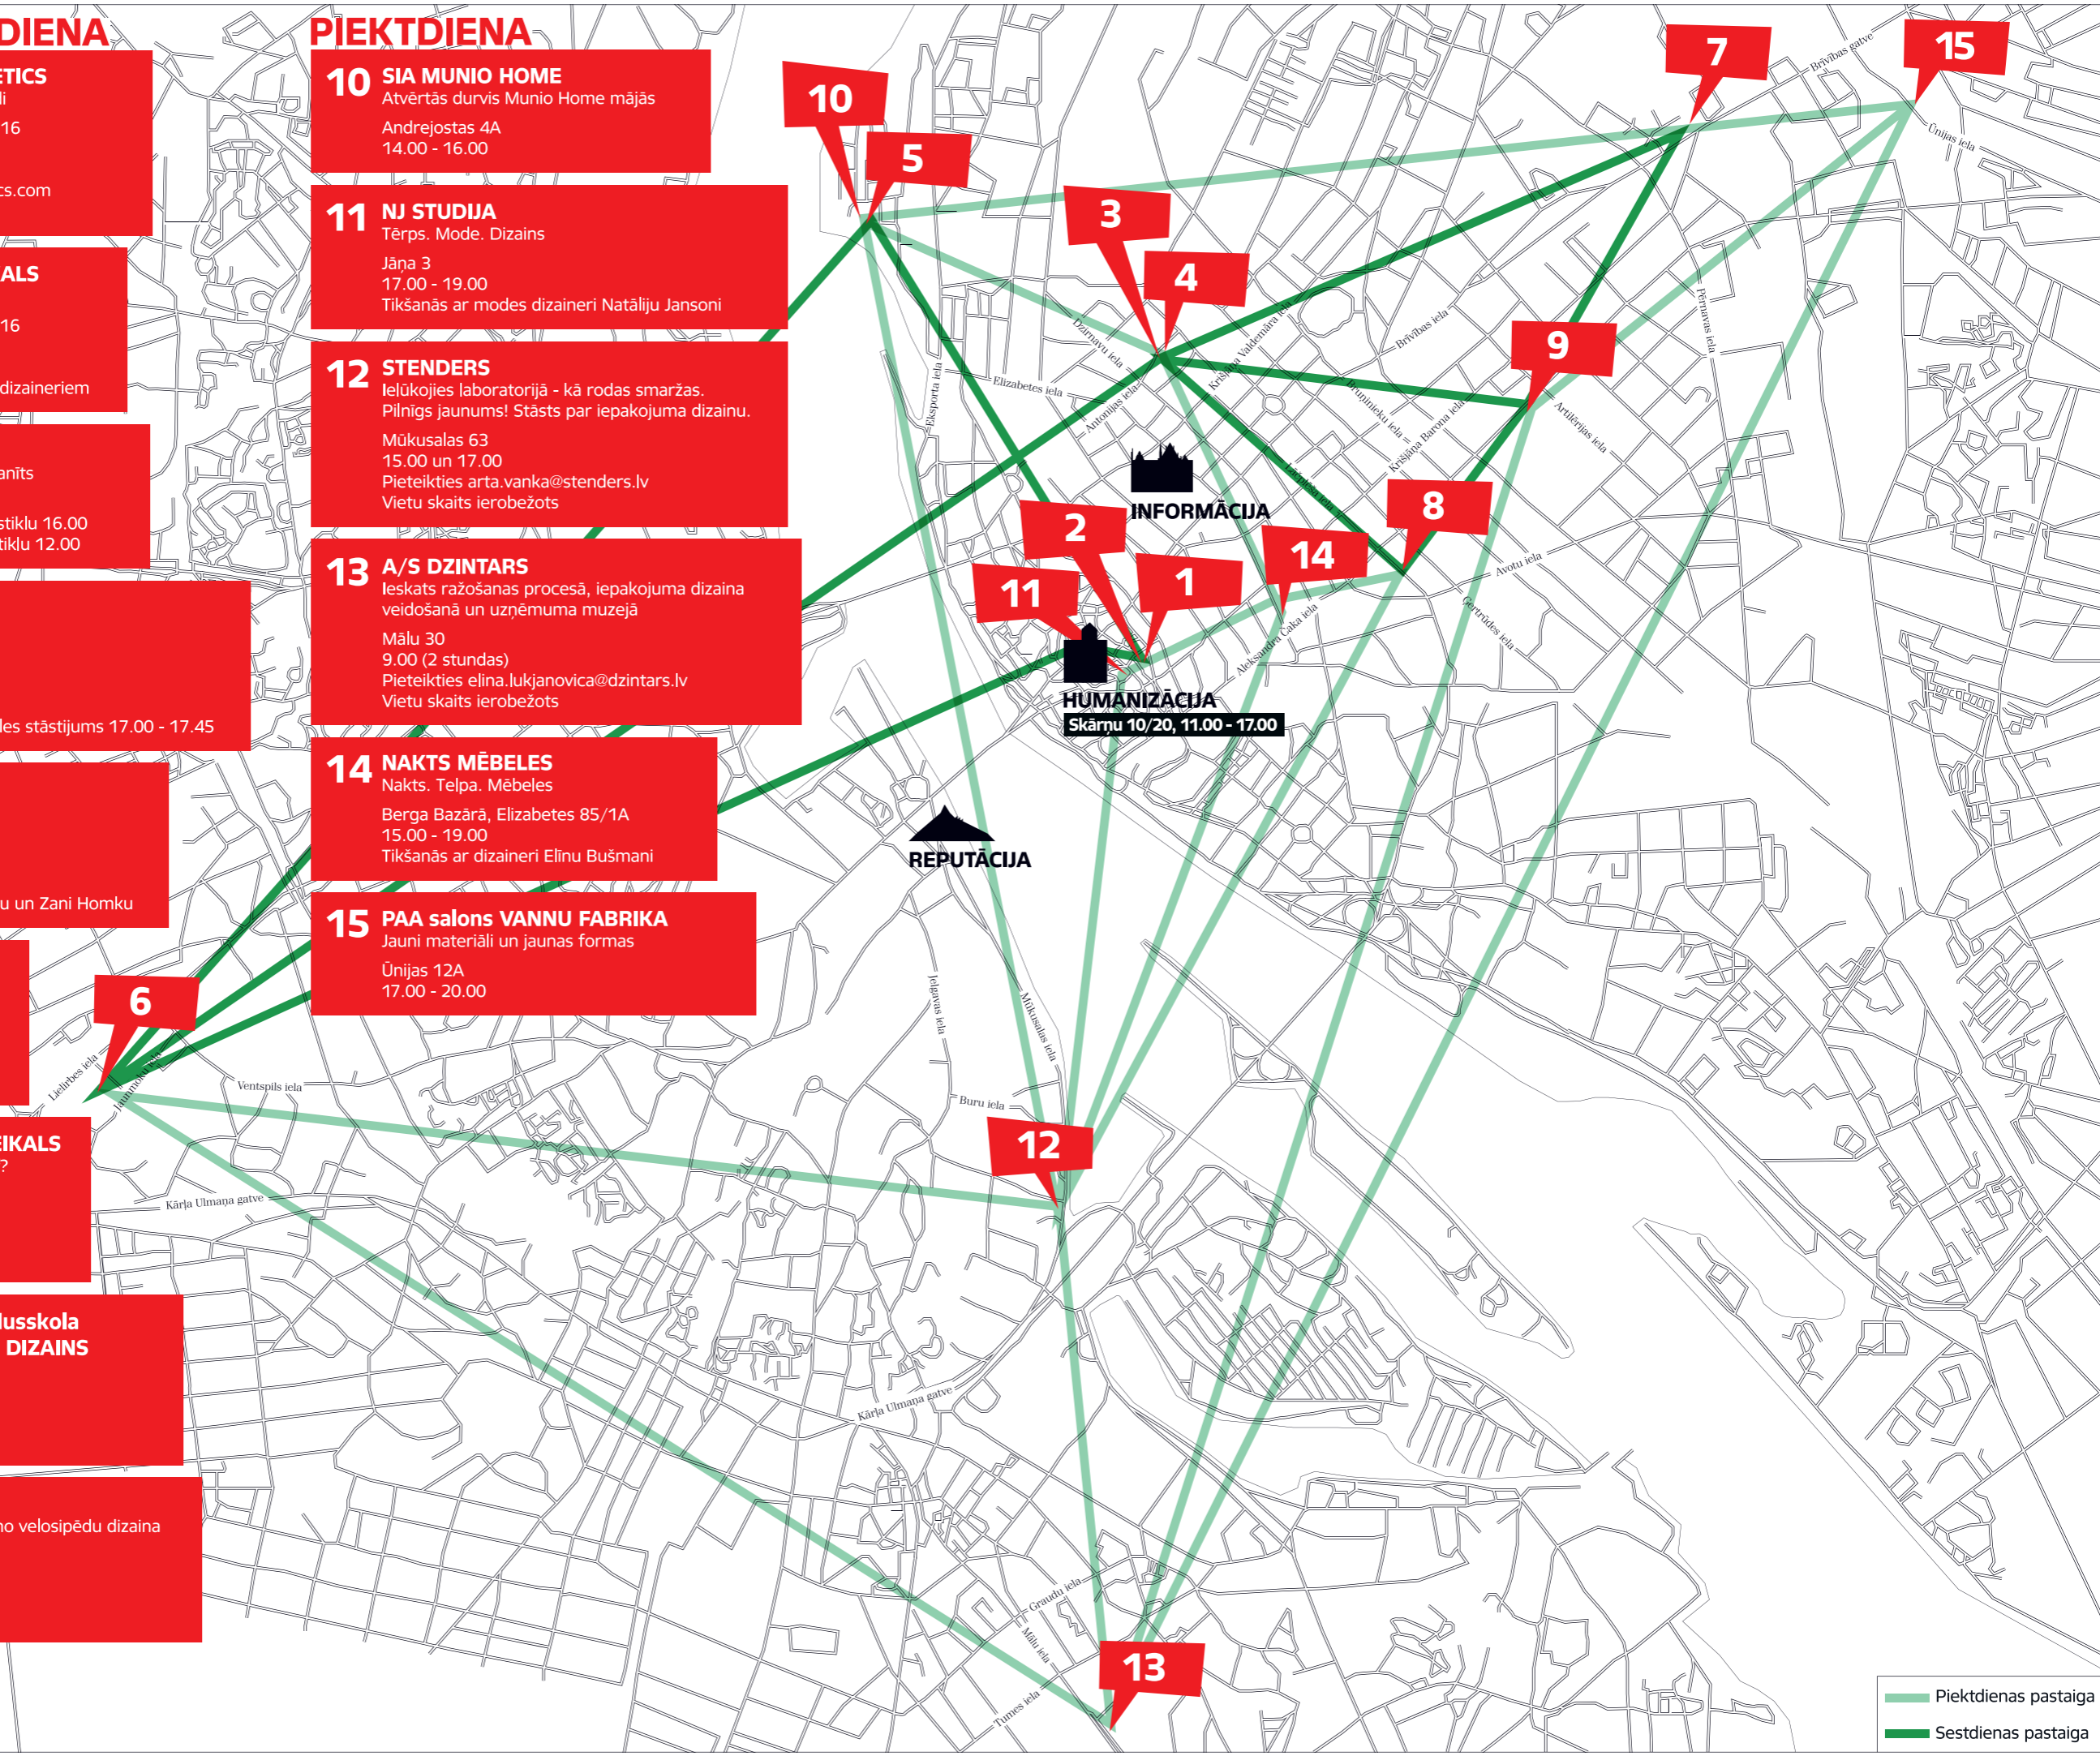 DIENA
ETICS
li
16
cs.com
ALS
16
dizaineriem
anīts
stiklu 16.00
tiklu 12.00
les stāstijums 17.00 - 17.45
u un Zani Homku
EIKALS
?
lusskola
DIZAINS
no velosipēdu dizaina
PIEKTDIENA
10 SIA MUNIO HOME
Atvērtās durvis Munio Home mājās
Andrejostas 4A
14.00 - 16.00
11 NJ STUDIJA
Tērps. Mode. Dizains
Jāņa 3
17.00 - 19.00
Tikšanās ar modes dizaineri Natāliju Jansoni
12 STENDERS
Ielūkojies laboratorijā - kā rodas smaržas.
Pilnīgs jaunums! Stāsts par iepakojuma dizainu.
Mūkusalas 63
15.00 un 17.00
Pieteikties arta.vanka@stenders.lv
Vietu skaits ierobežots
13 A/S DZINTARS
Ieskats ražošanas procesā, iepakojuma dizaina
veidošanā un uzņēmuma muzejā
Mālu 30
9.00 (2 stundas)
Pieteikties elina.lukjanovica@dzintars.lv
Vietu skaits ierobežots
14 NAKTS MĒBELES
Nakts. Telpa. Mēbeles
Berga Bazārā, Elizabetes 85/1A
15.00 - 19.00
Tikšanās ar dizaineri Elīnu Bušmani
15 PAA salons VANNU FABRIKA
Jauni materiāli un jaunas formas
Ūnijas 12A
17.00 - 20.00
10
5
3
4
7
15
9
8
14
2
1
11
6
12
13
Brīvības gatve
Ūnijas iela
Pērnavas iela
Dzirnavu iela
Krišjāņa Valdemāra iela
Brīvības iela
Elizabetes iela
Antonijas iela
Eksporta iela
Bruņinieku iela
Krišjāņa Barona iela
Artilērijas iela
Lāčplēša iela
Avotu iela
Ģertrūdes iela
Aleksandra Čaka iela
INFORMĀCIJA
HUMANIZĀCIJA
Skārņu 10/20, 11.00 - 17.00
REPUTĀCIJA
Jelgavas iela
Mūkusalas iela
Buru iela
Lielirbes iela
Jaunmoku iela
Ventspils iela
Kārļa Ulmaņa gatve
Kārļa Ulmaņa gatve
Graudu iela
Mālu iela
Tumes iela
Piektdienas pastaiga
Sestdienas pastaiga